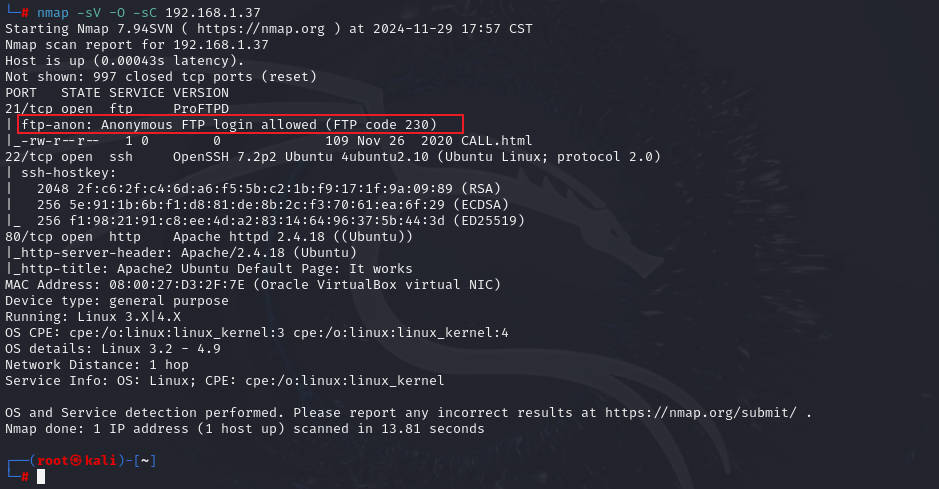 └─# nmap -sV -O -sC 192.168.1.37
Starting Nmap 7.94SVN ( https://nmap.org ) at 2024-11-29 17:57 CST
Nmap scan report for 192.168.1.37
Host is up (0.00043s latency).
Not shown: 997 closed tcp ports (reset)
PORT   STATE SERVICE VERSION
21/tcp open  ftp     ProFTPD
| ftp-anon: Anonymous FTP login allowed (FTP code 230)
|_-rw-r--r--   1 0        0             109 Nov 26  2020 CALL.html
22/tcp open  ssh     OpenSSH 7.2p2 Ubuntu 4ubuntu2.10 (Ubuntu Linux; protocol 2.0)
| ssh-hostkey:
|   2048 2f:c6:2f:c4:6d:a6:f5:5b:c2:1b:f9:17:1f:9a:09:89 (RSA)
|   256 5e:91:1b:6b:f1:d8:81:de:8b:2c:f3:70:61:ea:6f:29 (ECDSA)
|_  256 f1:98:21:91:c8:ee:4d:a2:83:14:64:96:37:5b:44:3d (ED25519)
80/tcp open  http    Apache httpd 2.4.18 ((Ubuntu))
|_http-server-header: Apache/2.4.18 (Ubuntu)
|_http-title: Apache2 Ubuntu Default Page: It works
MAC Address: 08:00:27:D3:2F:7E (Oracle VirtualBox virtual NIC)
Device type: general purpose
Running: Linux 3.X|4.X
OS CPE: cpe:/o:linux:linux_kernel:3 cpe:/o:linux:linux_kernel:4
OS details: Linux 3.2 - 4.9
Network Distance: 1 hop
Service Info: OS: Linux; CPE: cpe:/o:linux:linux_kernel

OS and Service detection performed. Please report any incorrect results at https://nmap.org/submit/ .
Nmap done: 1 IP address (1 host up) scanned in 13.81 seconds

┌──(root㉿kali)-[~]
└─#